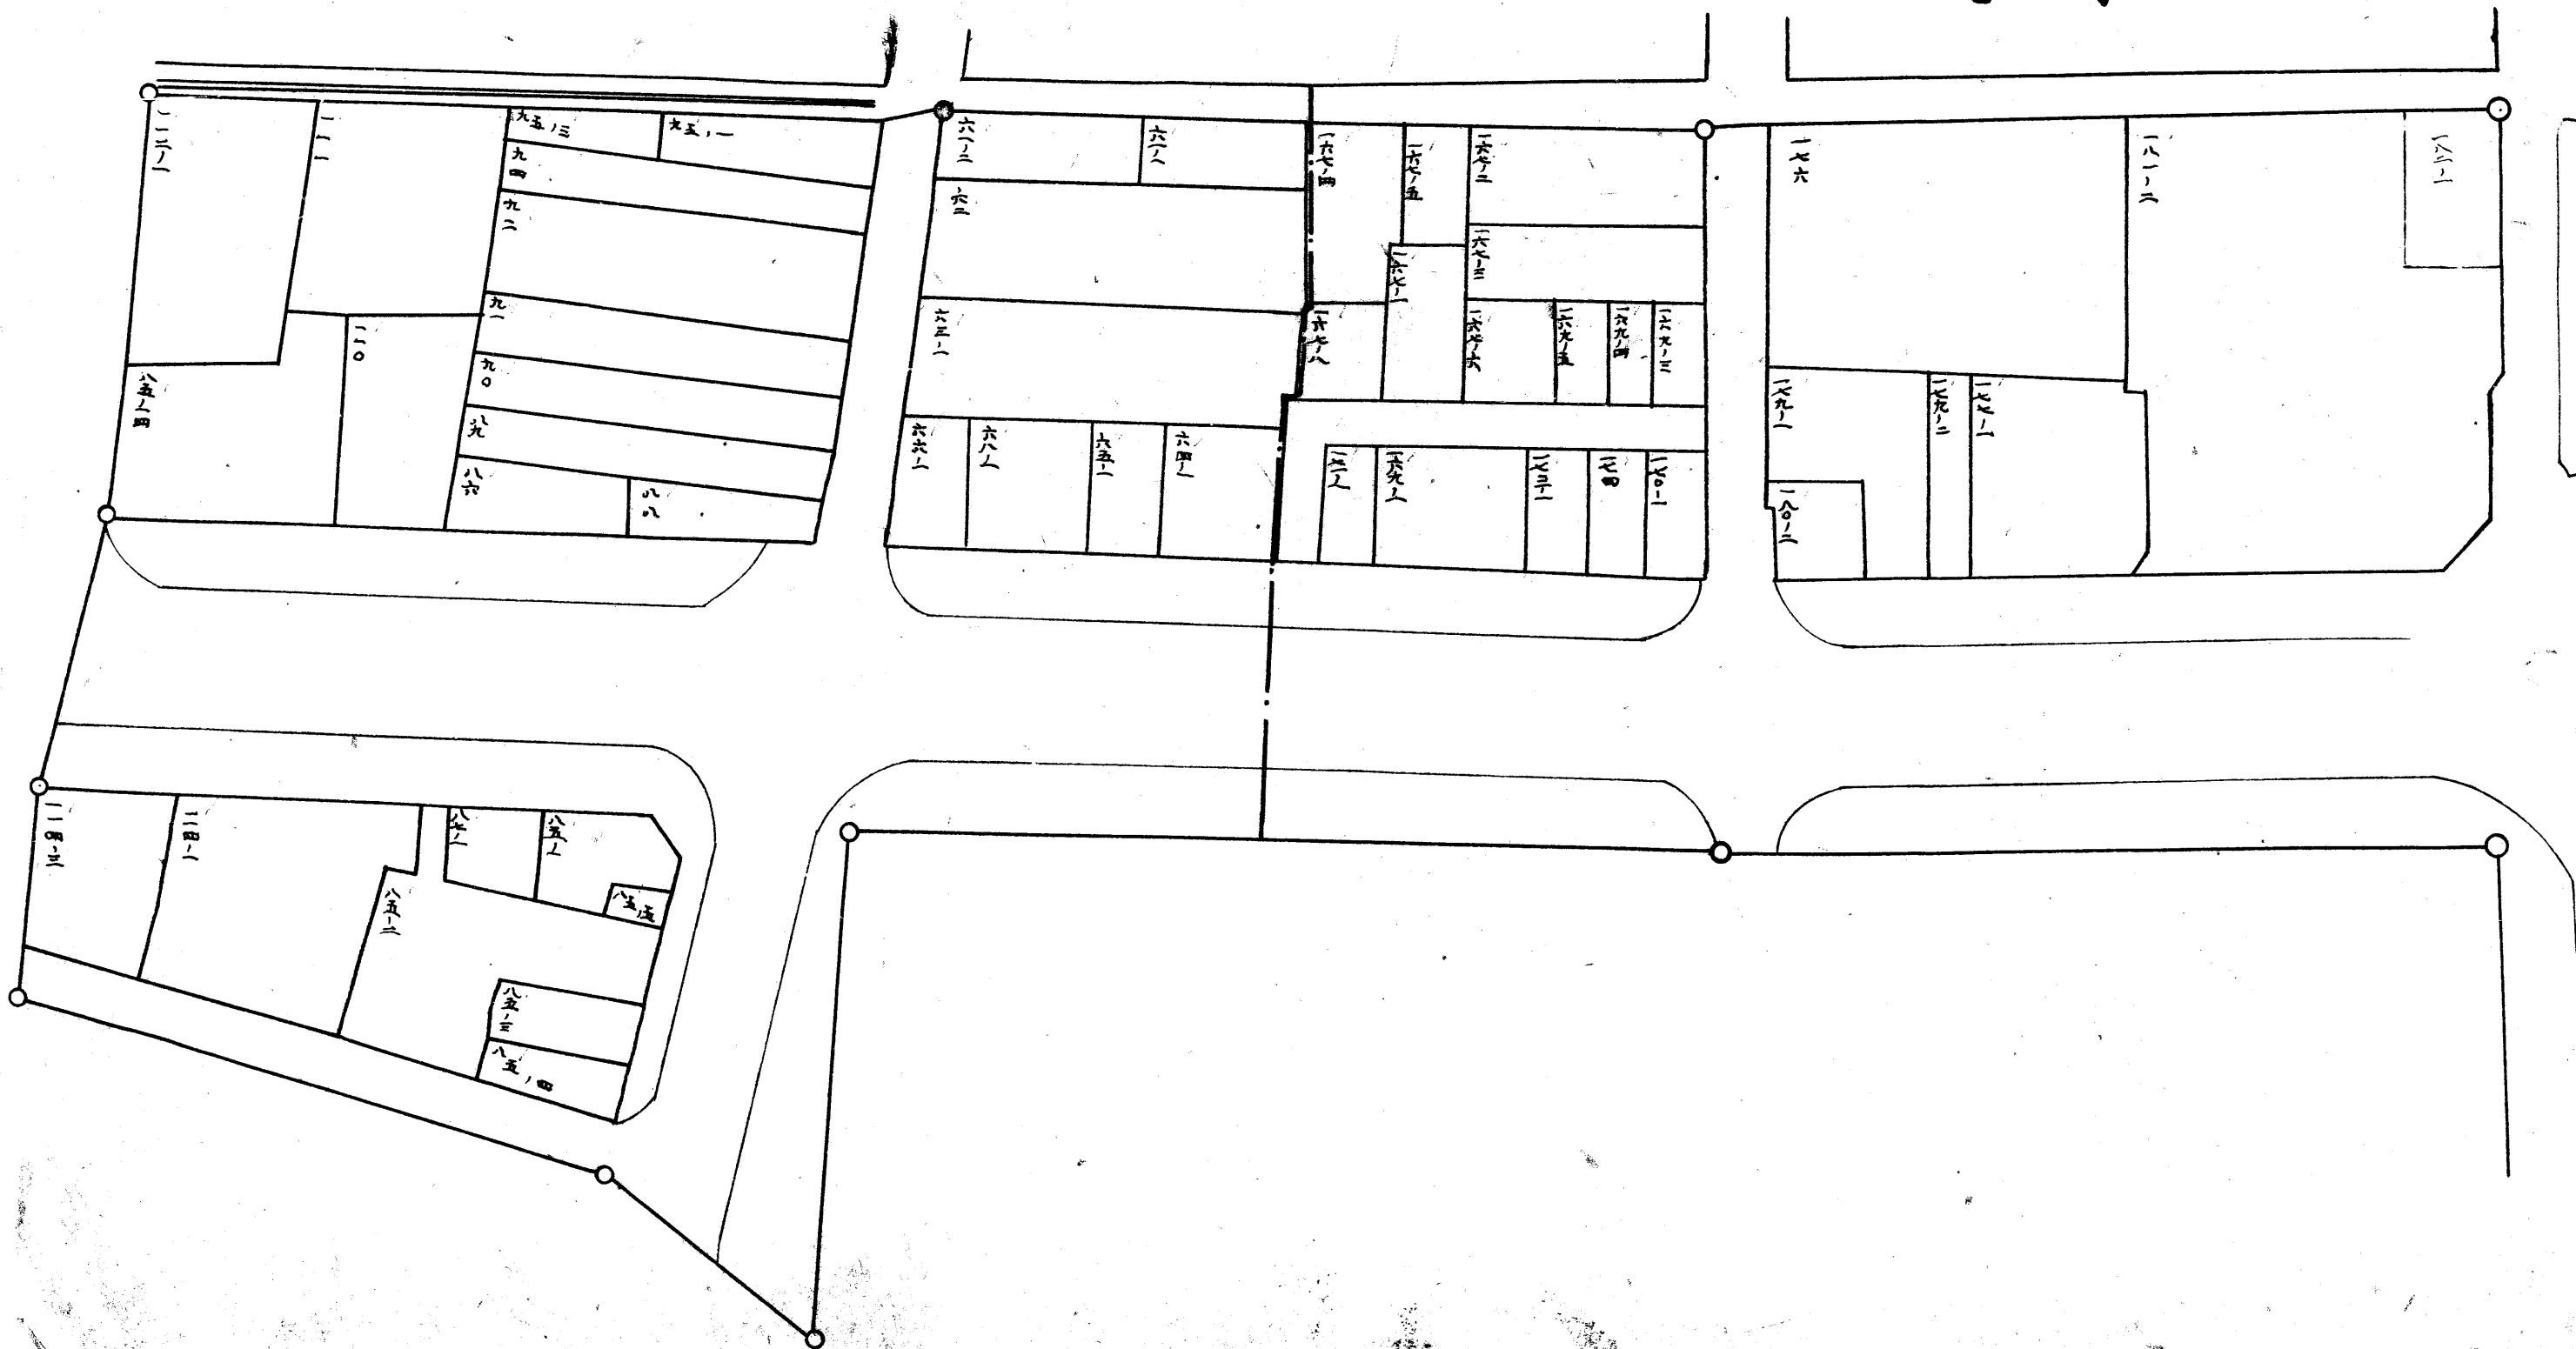 一一二ノ一
一一一
九五ノ三
九五ノ一
九四
九二
九一
九〇
八九
八六
八八
一一〇
八五ノ四
六一ノ二
六一ノ一
六二
六三ノ一
六六ノ一
六八ノ一
六五ノ一
六四ノ一
一六七ノ四
一六七ノ五
一六七ノ二
一六七ノ三
一六七ノ一
一六七ノ八
一六七ノ六
一六九ノ五
一六九ノ四
一六九ノ三
一七一ノ一
一六九ノ一
一七三ノ一
一七四
一七〇ノ一
一七六
一八一ノ二
一八二ノ一
一七九ノ一
一七九ノ二
一七七ノ一
一八〇ノ二
一一四ノ三
一一四ノ一
八七ノ一
八五ノ一
八五ノ五
八五ノ二
八五ノ三
八五ノ四